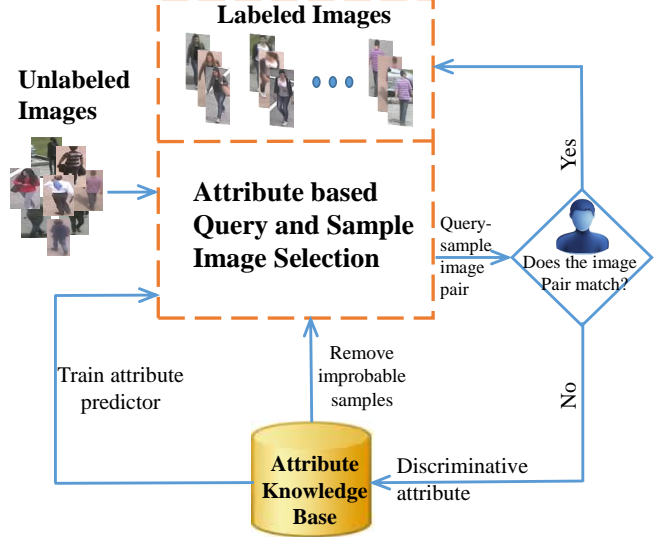 Labeled Images
Unlabeled
Images
Attribute based
Query and Sample
Image Selection
Query-
sample
image
pair
Yes
Does the image
Pair match?
No
Train attribute
predictor
Remove
improbable
samples
Attribute
Knowledge
Base
Discriminative
attribute